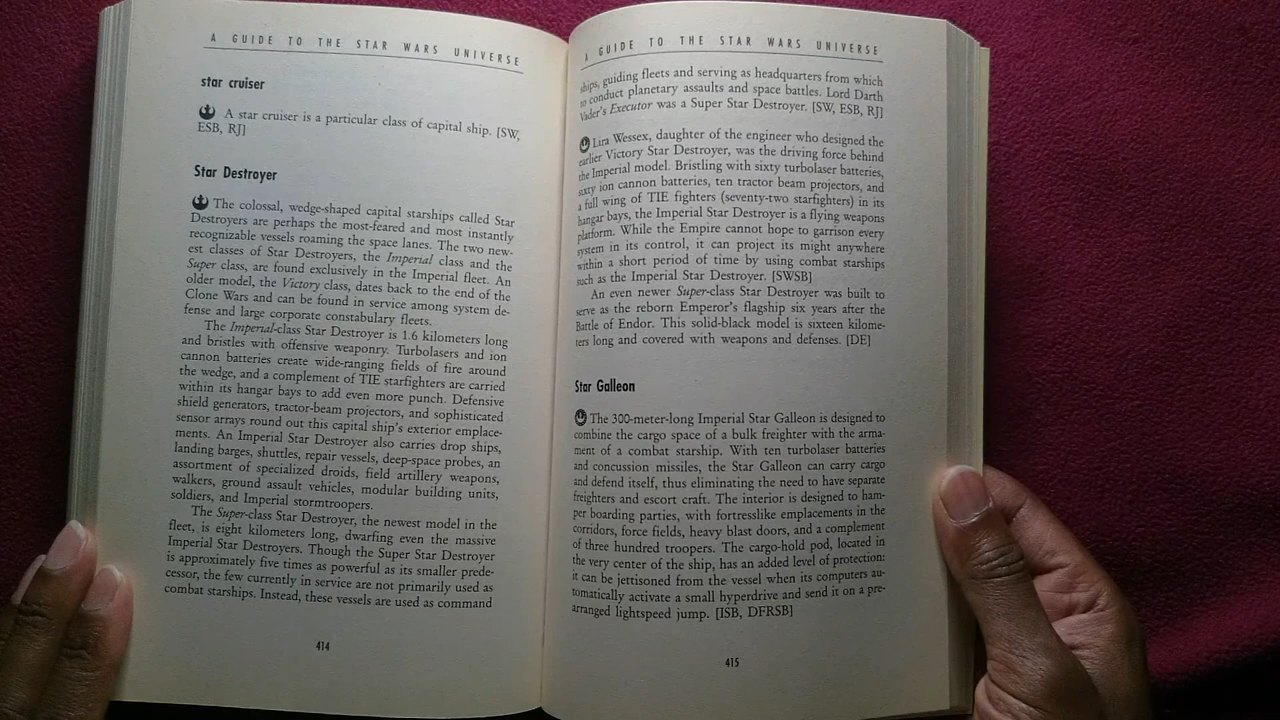 A GUIDE TO THE STAR WARS UNIVERSE
star cruiser
A star cruiser is a particular class of capital ship. [SW,
ESB, RJ]
Star Destroyer
The colossal, wedge-shaped capital starships called Star
Destroyers are perhaps the most-feared and most instantly
recognizable vessels roaming the space lanes. The two new-
est classes of Star Destroyers, the Imperial class and the
Super class, are found exclusively in the Imperial fleet. An
older model, the Victory class, dates back to the end of the
Clone Wars and can be found in service among system de-
fense and large corporate constabulary fleets.
The Imperial-class Star Destroyer is 1.6 kilometers long
and bristles with offensive weaponry. Turbolasers and ion
cannon batteries create wide-ranging fields of fire around
the wedge, and a complement of TIE starfighters are carried
within its hangar bays to add even more punch. Defensive
shield generators, tractor-beam projectors, and sophisticated
sensor arrays round out this capital ship's exterior emplace-
ments. An Imperial Star Destroyer also carries drop ships,
landing barges, shuttles, repair vessels, deep-space probes, an
assortment of specialized droids, field artillery weapons,
walkers, ground assault vehicles, modular building units,
soldiers, and Imperial stormtroopers.
The Super-class Star Destroyer, the newest model in the
fleet, is eight kilometers long, dwarfing even the massive
Imperial Star Destroyers. Though the Super Star Destroyer
is approximately five times as powerful as its smaller prede-
cessor, the few currently in service are not primarily used as
combat starships. Instead, these vessels are used as command
414
A GUIDE TO THE STAR WARS UNIVERSE
ships, guiding fleets and serving as headquarters from which
to conduct planetary assaults and space battles. Lord Darth
Vader's Executor was a Super Star Destroyer. [SW, ESB, RJ]
Lira Wessex, daughter of the engineer who designed the
earlier Victory Star Destroyer, was the driving force behind
the Imperial model. Bristling with sixty turbolaser batteries,
sixty ion cannon batteries, ten tractor beam projectors, and
a full wing of TIE fighters (seventy-two starfighters) in its
hangar bays, the Imperial Star Destroyer is a flying weapons
platform. While the Empire cannot hope to garrison every
system in its control, it can project its might anywhere
within a short period of time by using combat starships
such as the Imperial Star Destroyer. [SWSB]
An even newer Super-class Star Destroyer was built to
serve as the reborn Emperor's flagship six years after the
Battle of Endor. This solid-black model is sixteen kilome-
ters long and covered with weapons and defenses. [DE]
Star Galleon
The 300-meter-long Imperial Star Galleon is designed to
combine the cargo space of a bulk freighter with the arma-
ment of a combat starship. With ten turbolaser batteries
and concussion missiles, the Star Galleon can carry cargo
and defend itself, thus eliminating the need to have separate
freighters and escort craft. The interior is designed to ham-
per boarding parties, with fortresslike emplacements in the
corridors, force fields, heavy blast doors, and a complement
of three hundred troopers. The cargo-hold pod, located in
the very center of the ship, has an added level of protection:
it can be jettisoned from the vessel when its computers au-
tomatically activate a small hyperdrive and send it on a pre-
arranged lightspeed jump. [ISB, DFRSB]
415